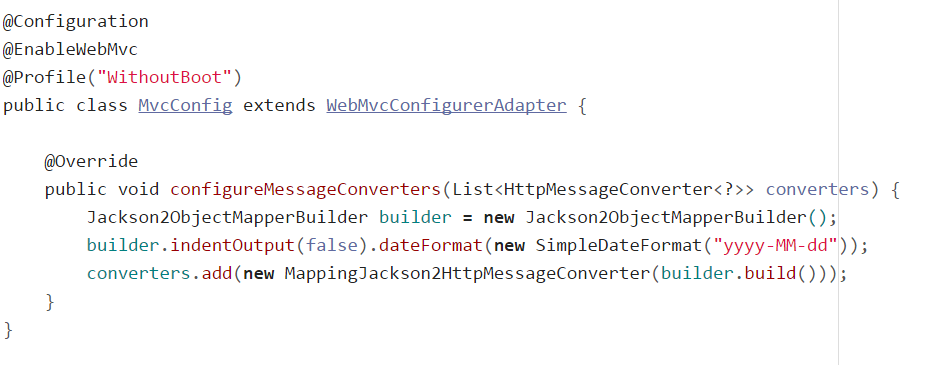 @Configuration
@EnableWebMvc
@Profile("WithoutBoot")
public class MvcConfig extends WebMvcConfigurerAdapter {
    @Override
    public void configureMessageConverters(List<HttpMessageConverter<?>> converters) {
        Jackson2ObjectMapperBuilder builder = new Jackson2ObjectMapperBuilder();
        builder.indentOutput(false).dateFormat(new SimpleDateFormat("yyyy-MM-dd"));
        converters.add(new MappingJackson2HttpMessageConverter(builder.build()));
    }
}